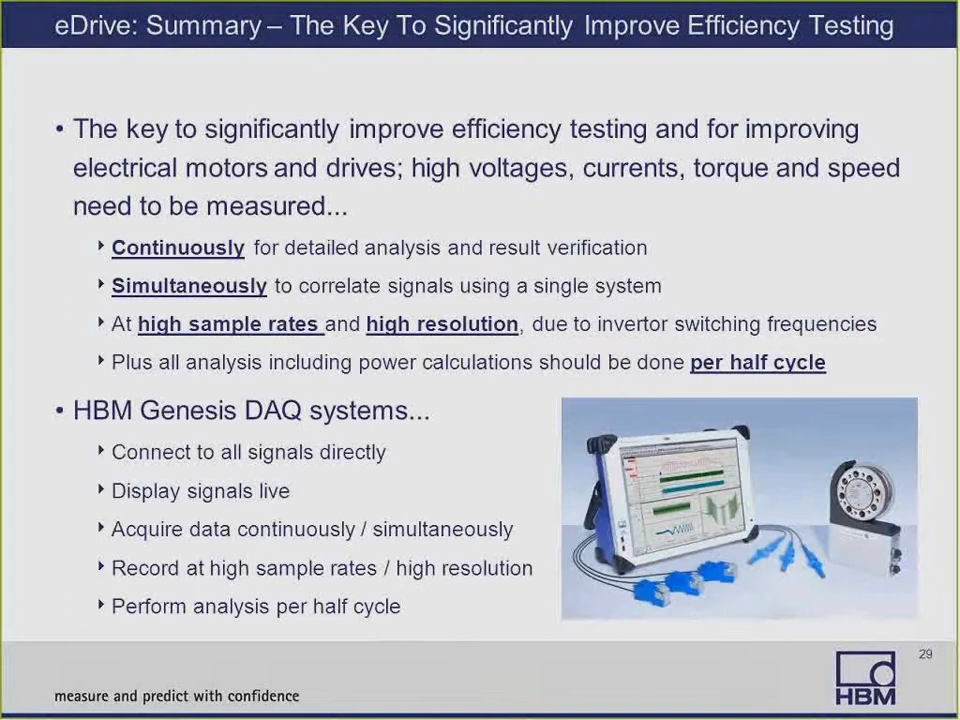 eDrive: Summary – The Key To Significantly Improve Efficiency Testing
• The key to significantly improve efficiency testing and for improving
electrical motors and drives; high voltages, currents, torque and speed
need to be measured...
Continuously for detailed analysis and result verification
Simultaneously to correlate signals using a single system
At high sample rates and high resolution, due to invertor switching frequencies
Plus all analysis including power calculations should be done per half cycle
• HBM Genesis DAQ systems...
Connect to all signals directly
Display signals live
Acquire data continuously / simultaneously
Record at high sample rates / high resolution
Perform analysis per half cycle
29
measure and predict with confidence
HBM